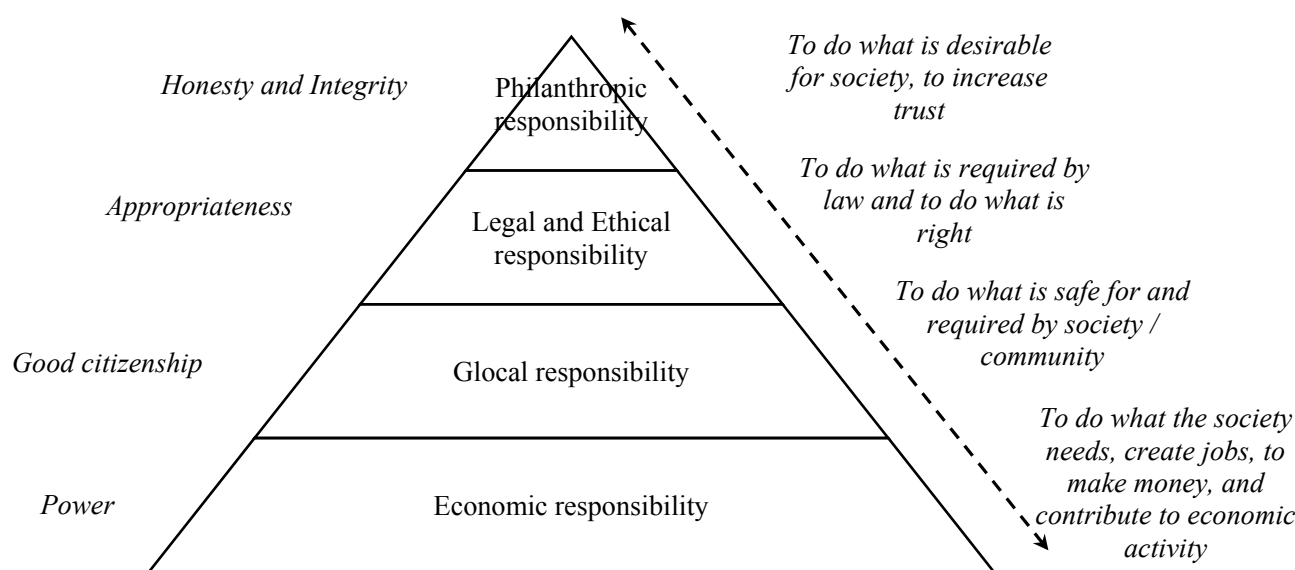 Honesty and Integrity
Philanthropic
responsibility
To do what is desirable
for society, to increase
trust
Appropriateness
Legal and Ethical
responsibility
To do what is required by
law and to do what is
right
Good citizenship
Glocal responsibility
To do what is safe for and
required by society /
community
Power
Economic responsibility
To do what the society
needs, create jobs, to
make money, and
contribute to economic
activity